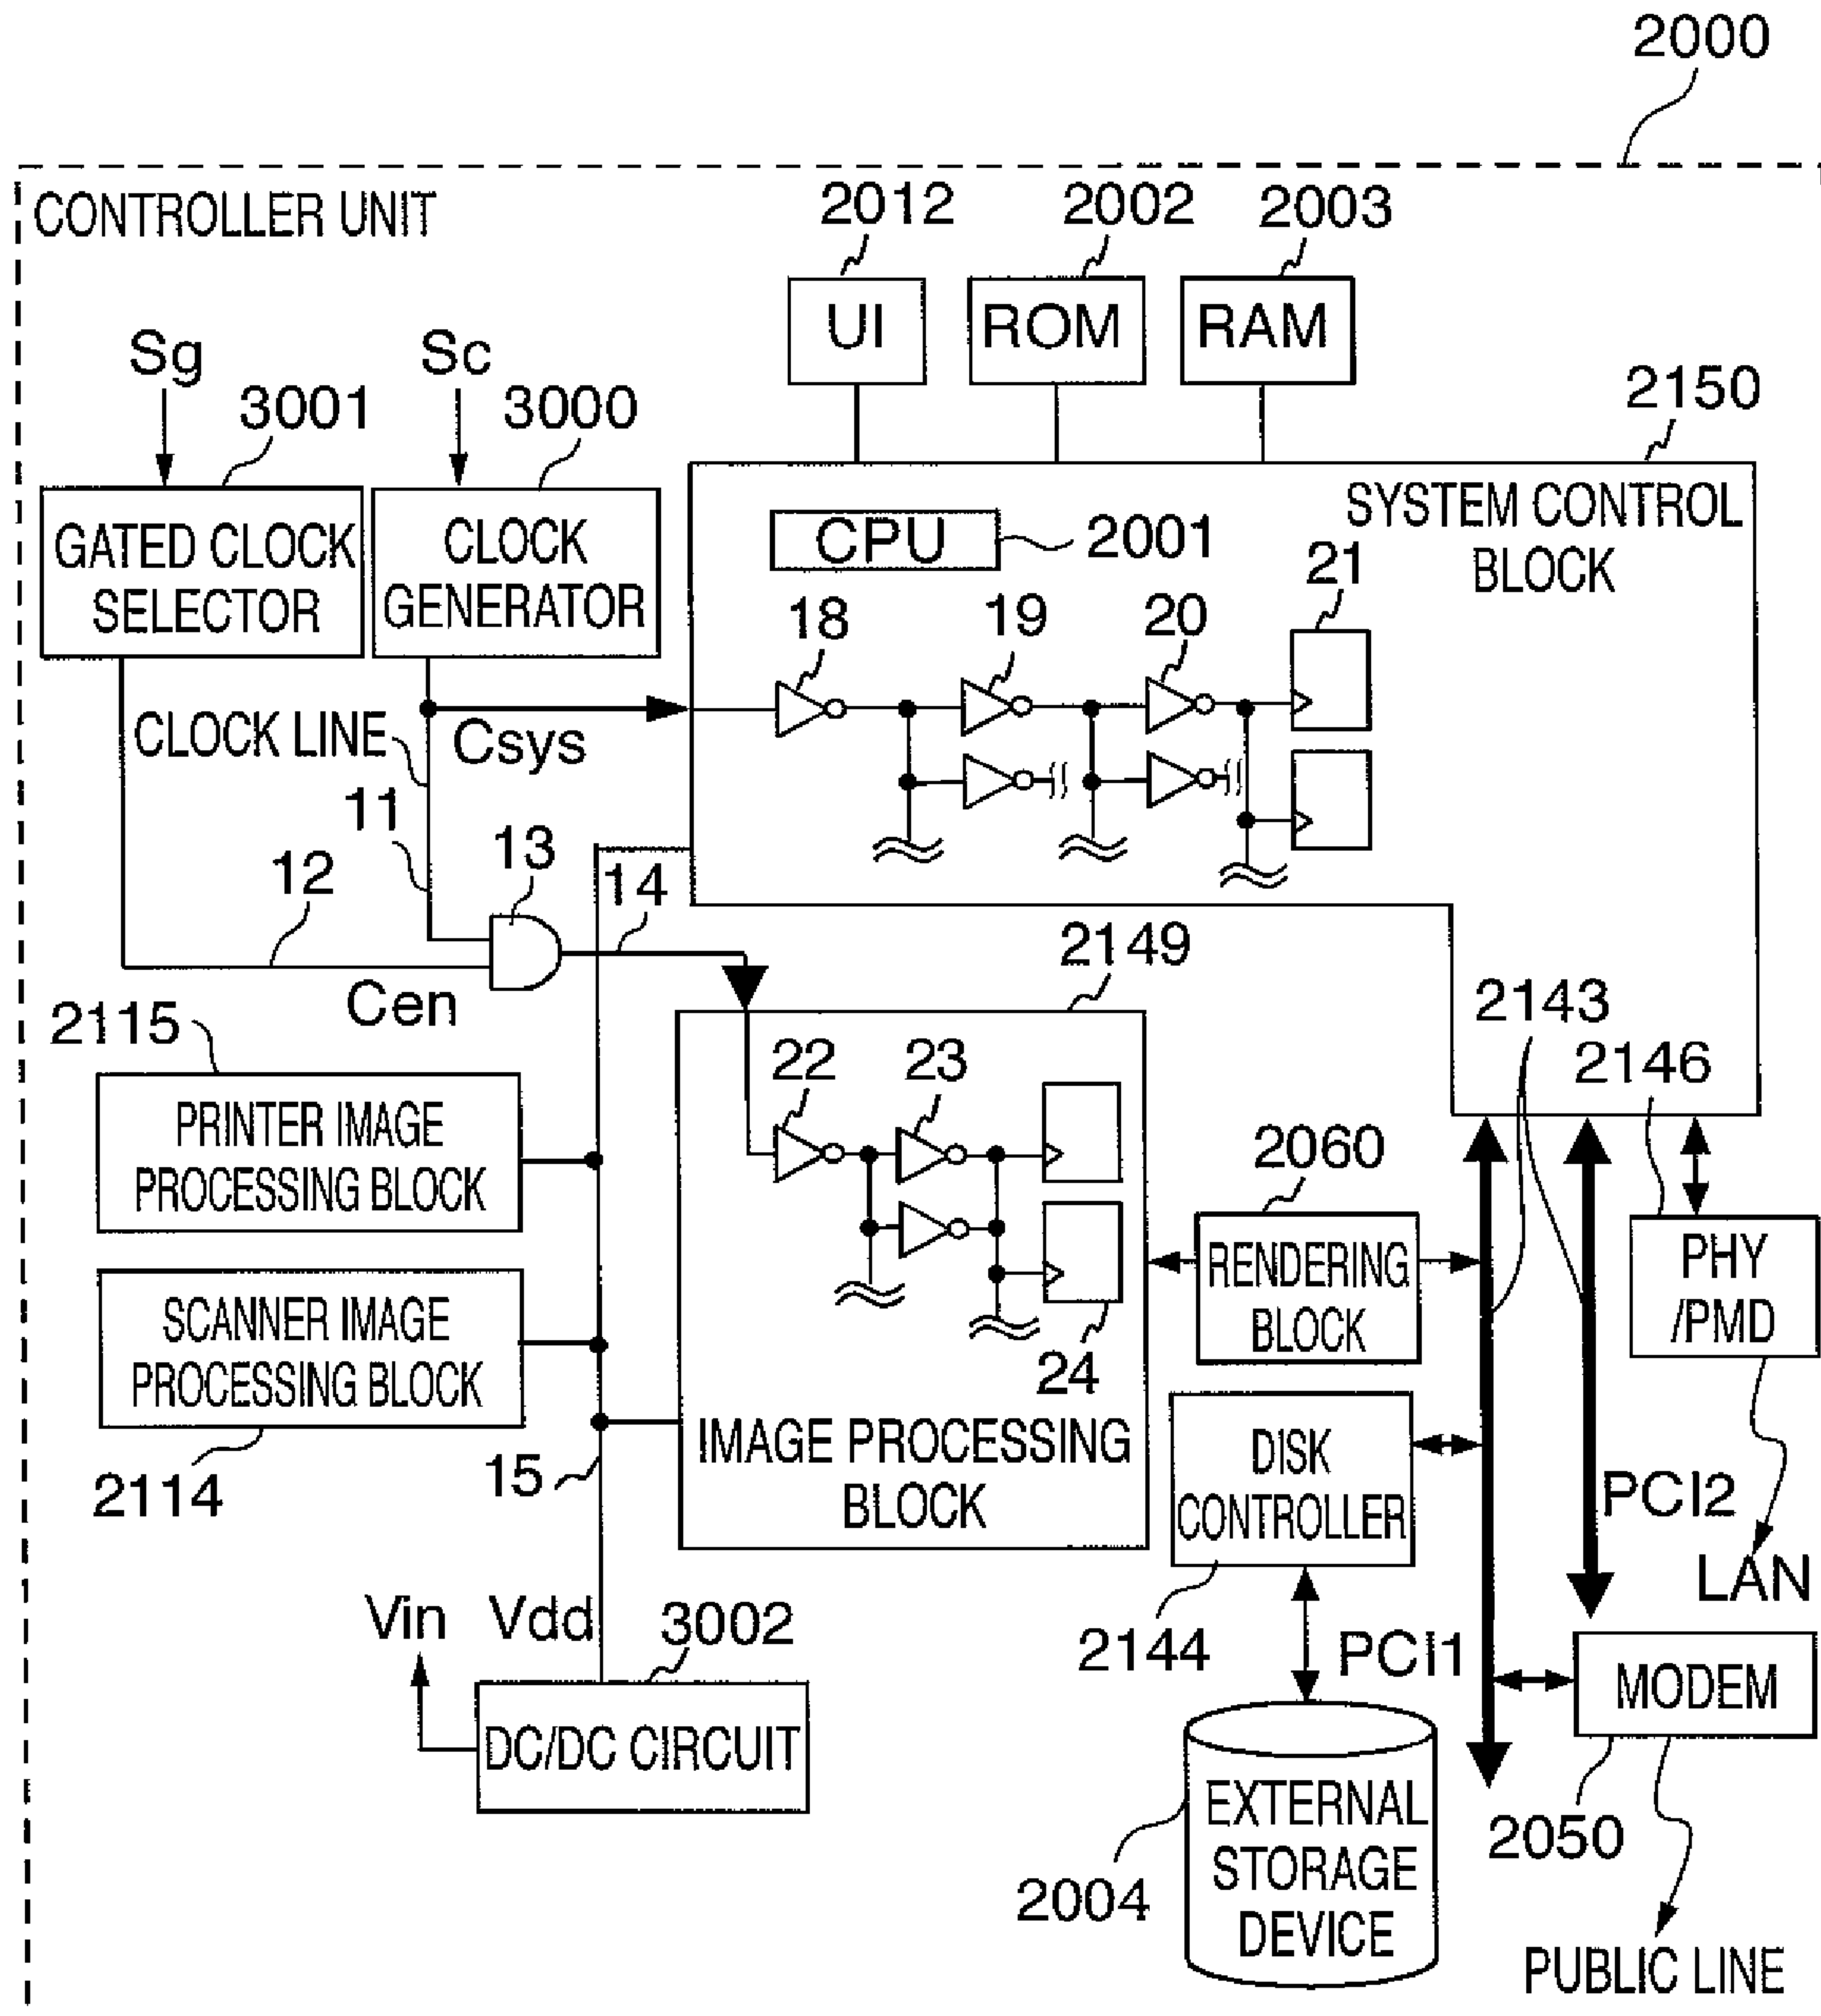 2000
CONTROLLER UNIT
2012
2002
2003
UI
ROM
RAM
Sg
Sc
3001
3000
2150
GATED CLOCK
SELECTOR
CLOCK
GENERATOR
SYSTEM CONTROL
BLOCK
CPU
2001
21
18
19
20
CLOCK LINE
Csys
11
13
12
14
Cen
2149
2143
2146
2115
PRINTER IMAGE
PROCESSING BLOCK
22
23
2060
RENDERING
BLOCK
PHY
/PMD
SCANNER IMAGE
PROCESSING BLOCK
24
2114
15
IMAGE PROCESSING
BLOCK
DISK
CONTROLLER
PCI2
LAN
Vin
Vdd
3002
2144
PCI1
MODEM
DC/DC CIRCUIT
2050
EXTERNAL
STORAGE
DEVICE
2004
PUBLIC LINE